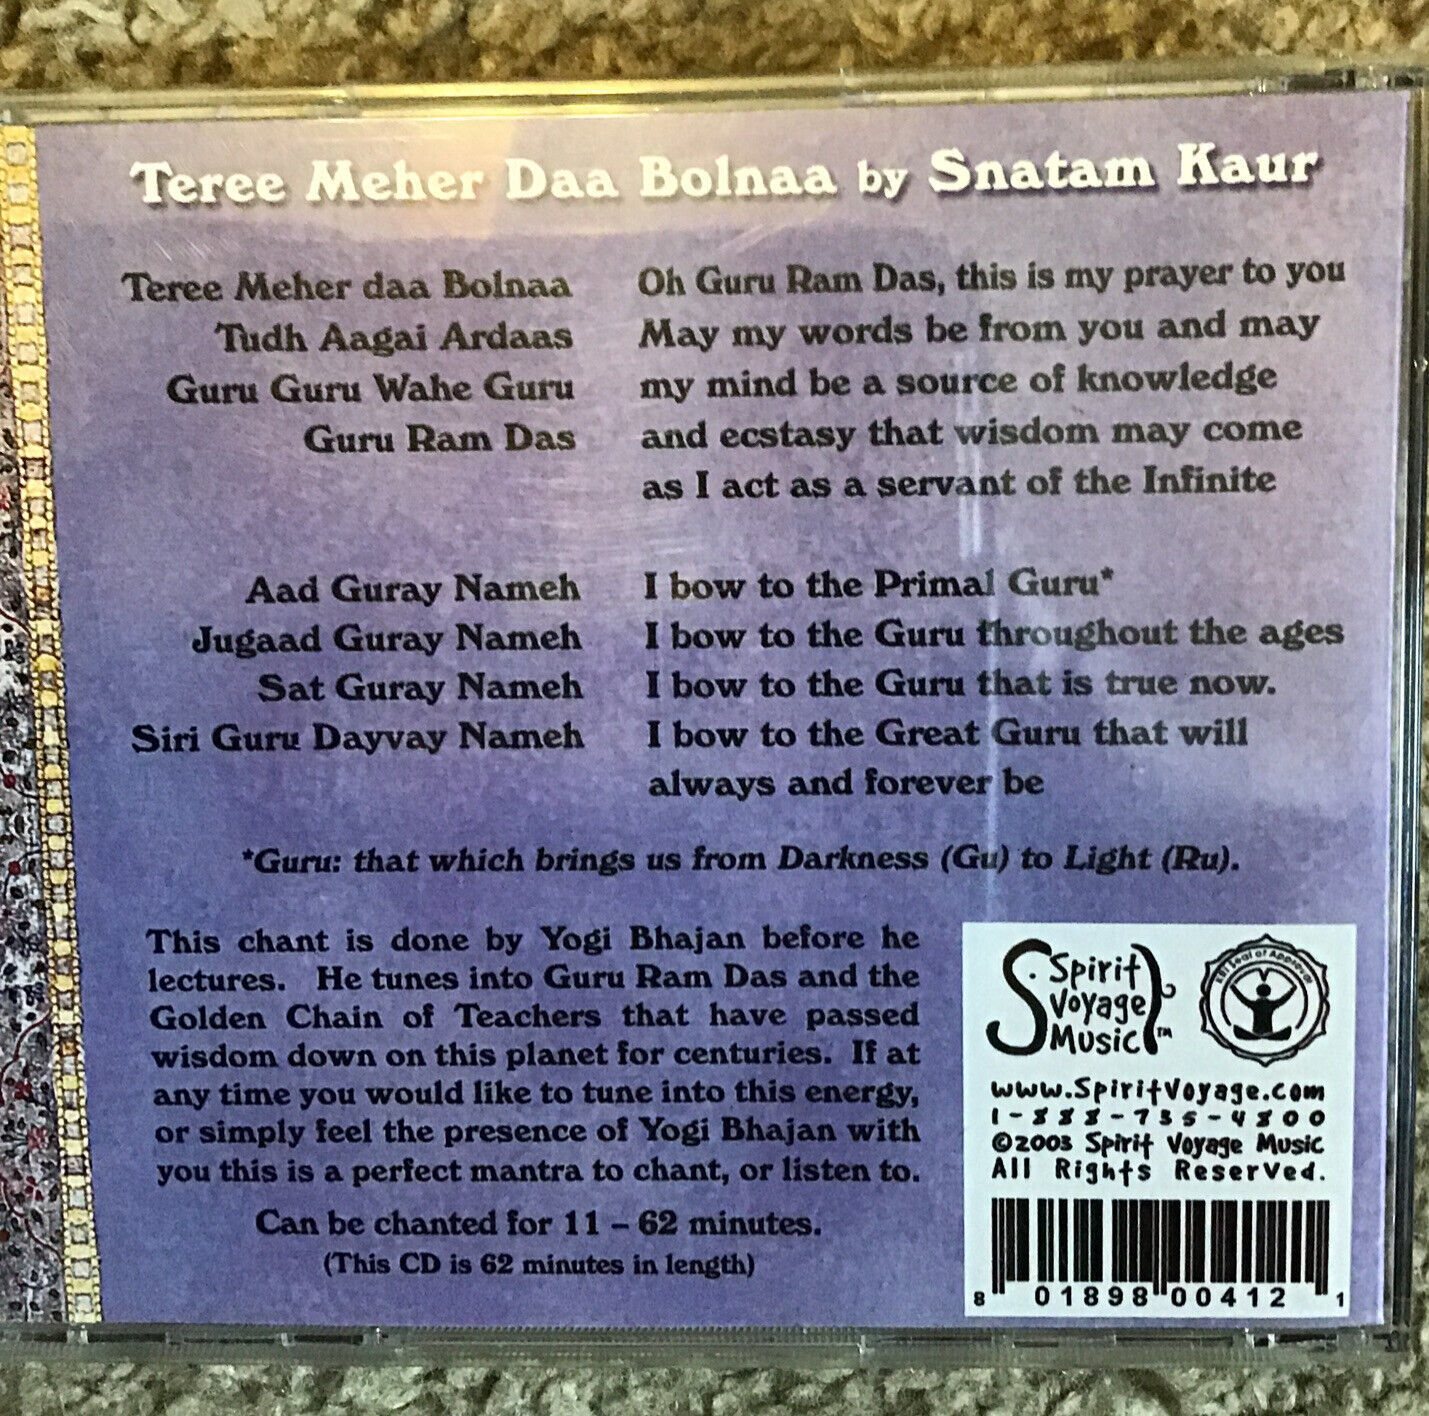 Teree Meher Daa Bolnaa by Snatam Kaur
Teree Meher daa Bolnaa
Tudh Aagai Ardaas
Guru Guru Wahe Guru
Guru Ram Das
Oh Guru Ram Das, this is my prayer to you
May my words be from you and may
my mind be a source of knowledge
and ecstasy that wisdom may come
as I act as a servant of the Infinite
Aad Guray Nameh
Jugaad Guray Nameh
Sat Guray Nameh
Siri Guru Dayvay Nameh
I bow to the Primal Guru*
I bow to the Guru throughout the ages
I bow to the Guru that is true now.
I bow to the Great Guru that will
always and forever be
*Guru: that which brings us from Darkness (Gu) to Light (Ru).
This chant is done by Yogi Bhajan before he
lectures. He tunes into Guru Ram Das and the
Golden Chain of Teachers that have passed
wisdom down on this planet for centuries. If at
any time you would like to tune into this energy,
or simply feel the presence of Yogi Bhajan with
you this is a perfect mantra to chant, or listen to.
Can be chanted for 11 – 62 minutes.
(This CD is 62 minutes in length)
Spirit
Voyage
Music™
Seal of Approval
www.SpiritVoyage.com
1-888-735-4800
©2003 Spirit Voyage Music
All Rights Reserved.
8 01898 00412 1